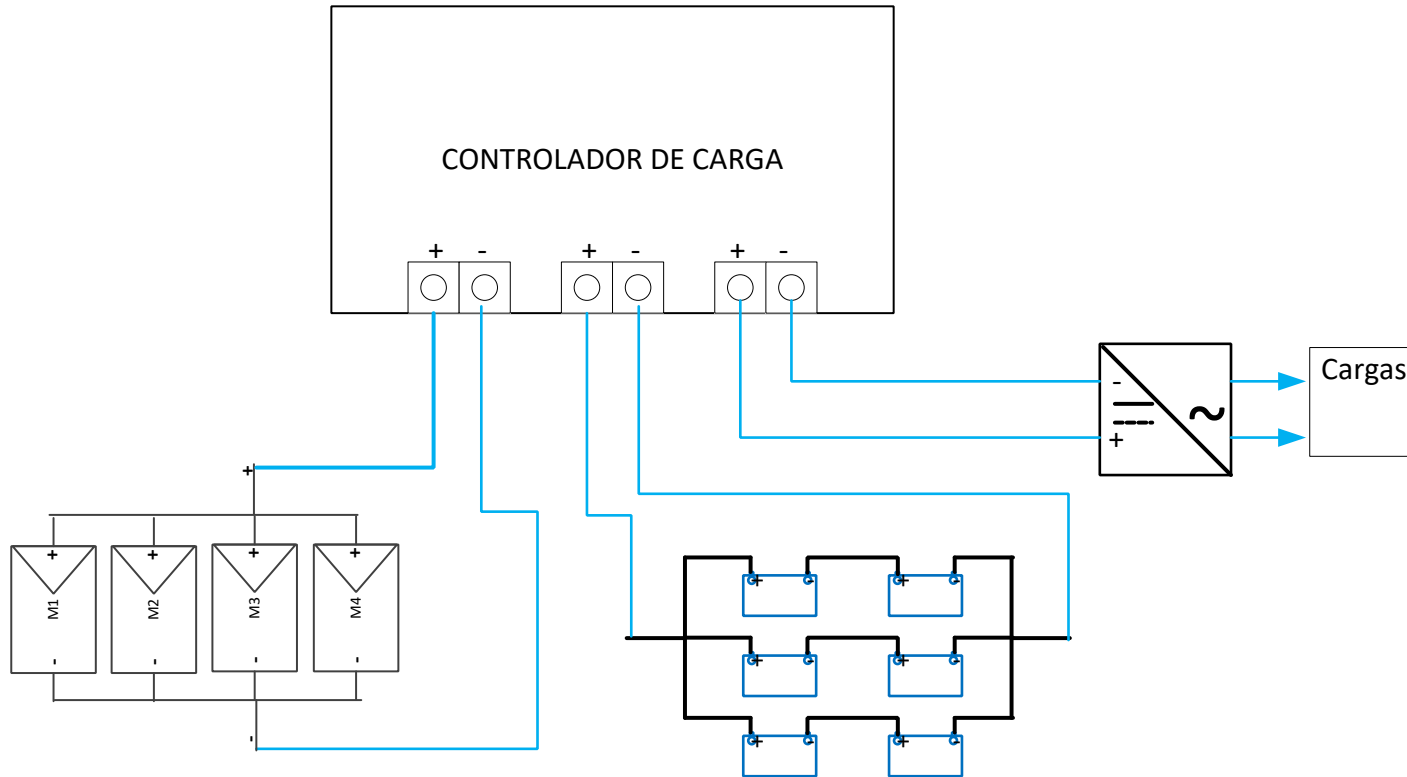 CONTROLADOR DE CARGA
+ - + - + -
Cargas
-
~
+
+
+ + + +
M1 M2 M3 M4
- - - -
-
+ - + -
+ - + -
+ - + -